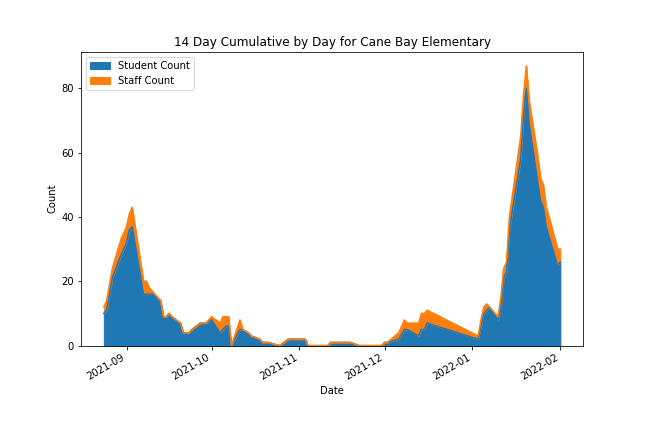 14 Day Cumulative by Day for Cane Bay Elementary
Student Count
Staff Count
80
60
40
20
0
Count
2021-09
2021-10
2021-11
2021-12
2022-01
2022-02
Date